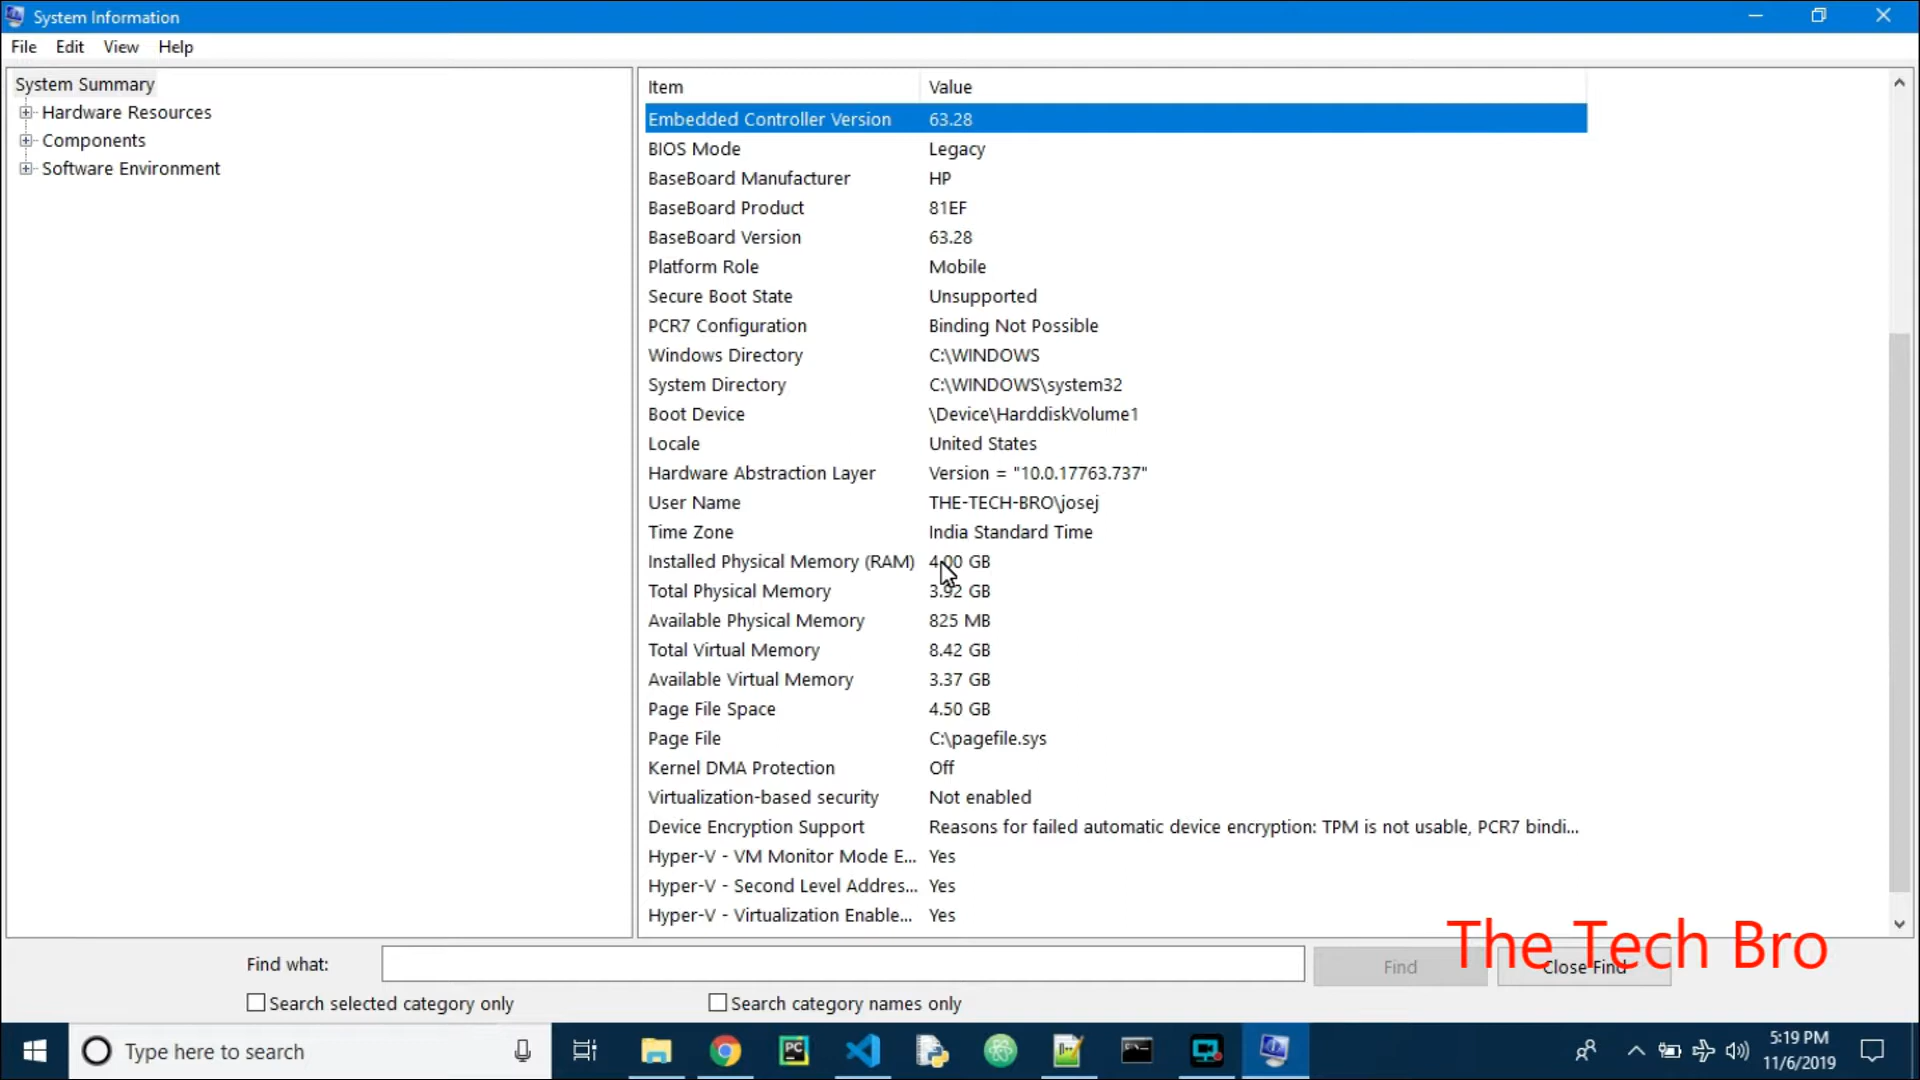 System Information
File Edit View Help
System Summary
Hardware Resources
Components
Software Environment
Item Value
Embedded Controller Version 63.28
BIOS Mode Legacy
BaseBoard Manufacturer HP
BaseBoard Product 81EF
BaseBoard Version 63.28
Platform Role Mobile
Secure Boot State Unsupported
PCR7 Configuration Binding Not Possible
Windows Directory C:\WINDOWS
System Directory C:\WINDOWS\system32
Boot Device \Device\HarddiskVolume1
Locale United States
Hardware Abstraction Layer Version = "10.0.17763.737"
User Name THE-TECH-BRO\josej
Time Zone India Standard Time
Installed Physical Memory (RAM) 4.00 GB
Total Physical Memory 3.92 GB
Available Physical Memory 825 MB
Total Virtual Memory 8.42 GB
Available Virtual Memory 3.37 GB
Page File Space 4.50 GB
Page File C:\pagefile.sys
Kernel DMA Protection Off
Virtualization-based security Not enabled
Device Encryption Support Reasons for failed automatic device encryption: TPM is not usable, PCR7 bindi...
Hyper-V - VM Monitor Mode E... Yes
Hyper-V - Second Level Addres... Yes
Hyper-V - Virtualization Enable... Yes
The Tech Bro
Find what: Find Close Find
Search selected category only Search category names only
Type here to search
PC
5:19 PM
11/6/2019